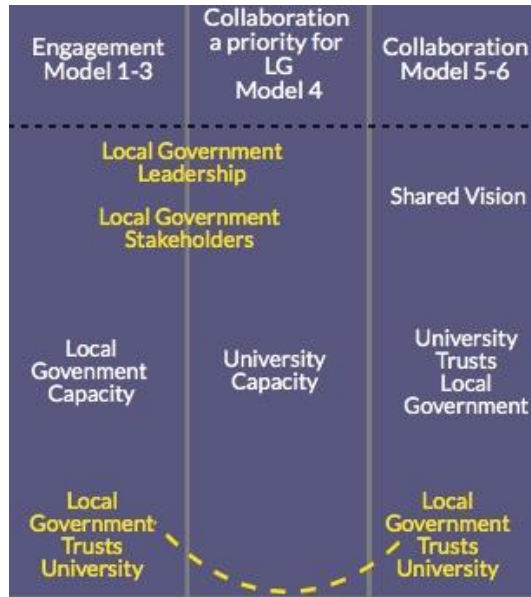 Engagement
Model 1-3
Collaboration
a priority for
LG
Model 4
Collaboration
Model 5-6
Local Government
Leadership
Local Government
Stakeholders
Shared Vision
Local
Govenment
Capacity
University
Capacity
University
Trusts
Local
Government
Local
Government
Trusts
University
Local
Government
Trusts
University